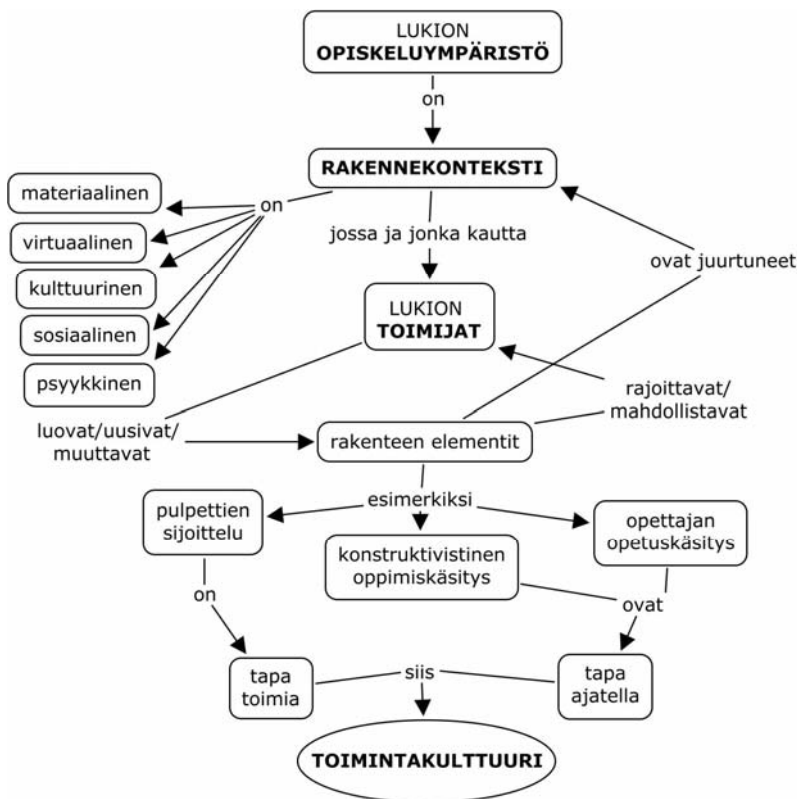 LUKION
OPISKELUYMPÄRISTÖ
on
RAKENNEKONTEKSTI
materiaalinen
on
virtuaalinen
jossa ja jonka kautta
ovat juurtuneet
kulttuurinen
LUKION
TOIMIJAT
sosiaalinen
psyykkinen
rajoittavat/
mahdollistavat
luovat/uusivat/
muuttavat
rakenteen elementit
esimerkiksi
pulpettien
sijoittelu
konstruktivistinen
oppimiskäsitys
opettajan
opetuskäsitys
on
ovat
tapa
toimia
siis
tapa
ajatella
TOIMINTAKULTTUURI